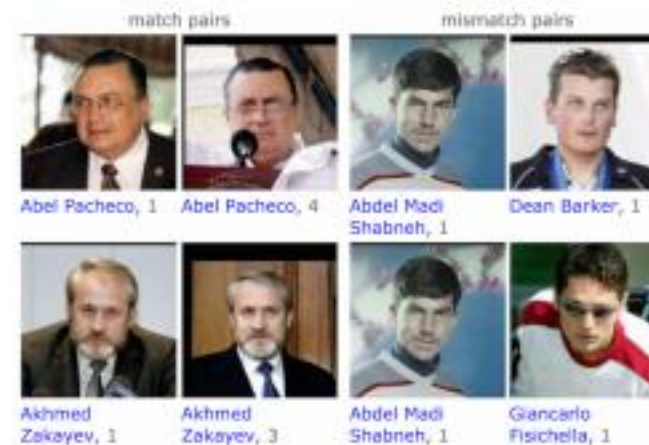 match pairs
mismatch pairs
Abel Pacheco, 1
Abel Pacheco, 4
Abdel Madi
Shabneh, 1
Dean Barker, 1
Akhmed
Zakayev, 1
Akhmed
Zakayev, 3
Abdel Madi
Shabneh, 1
Giancarlo
Fisichella, 1